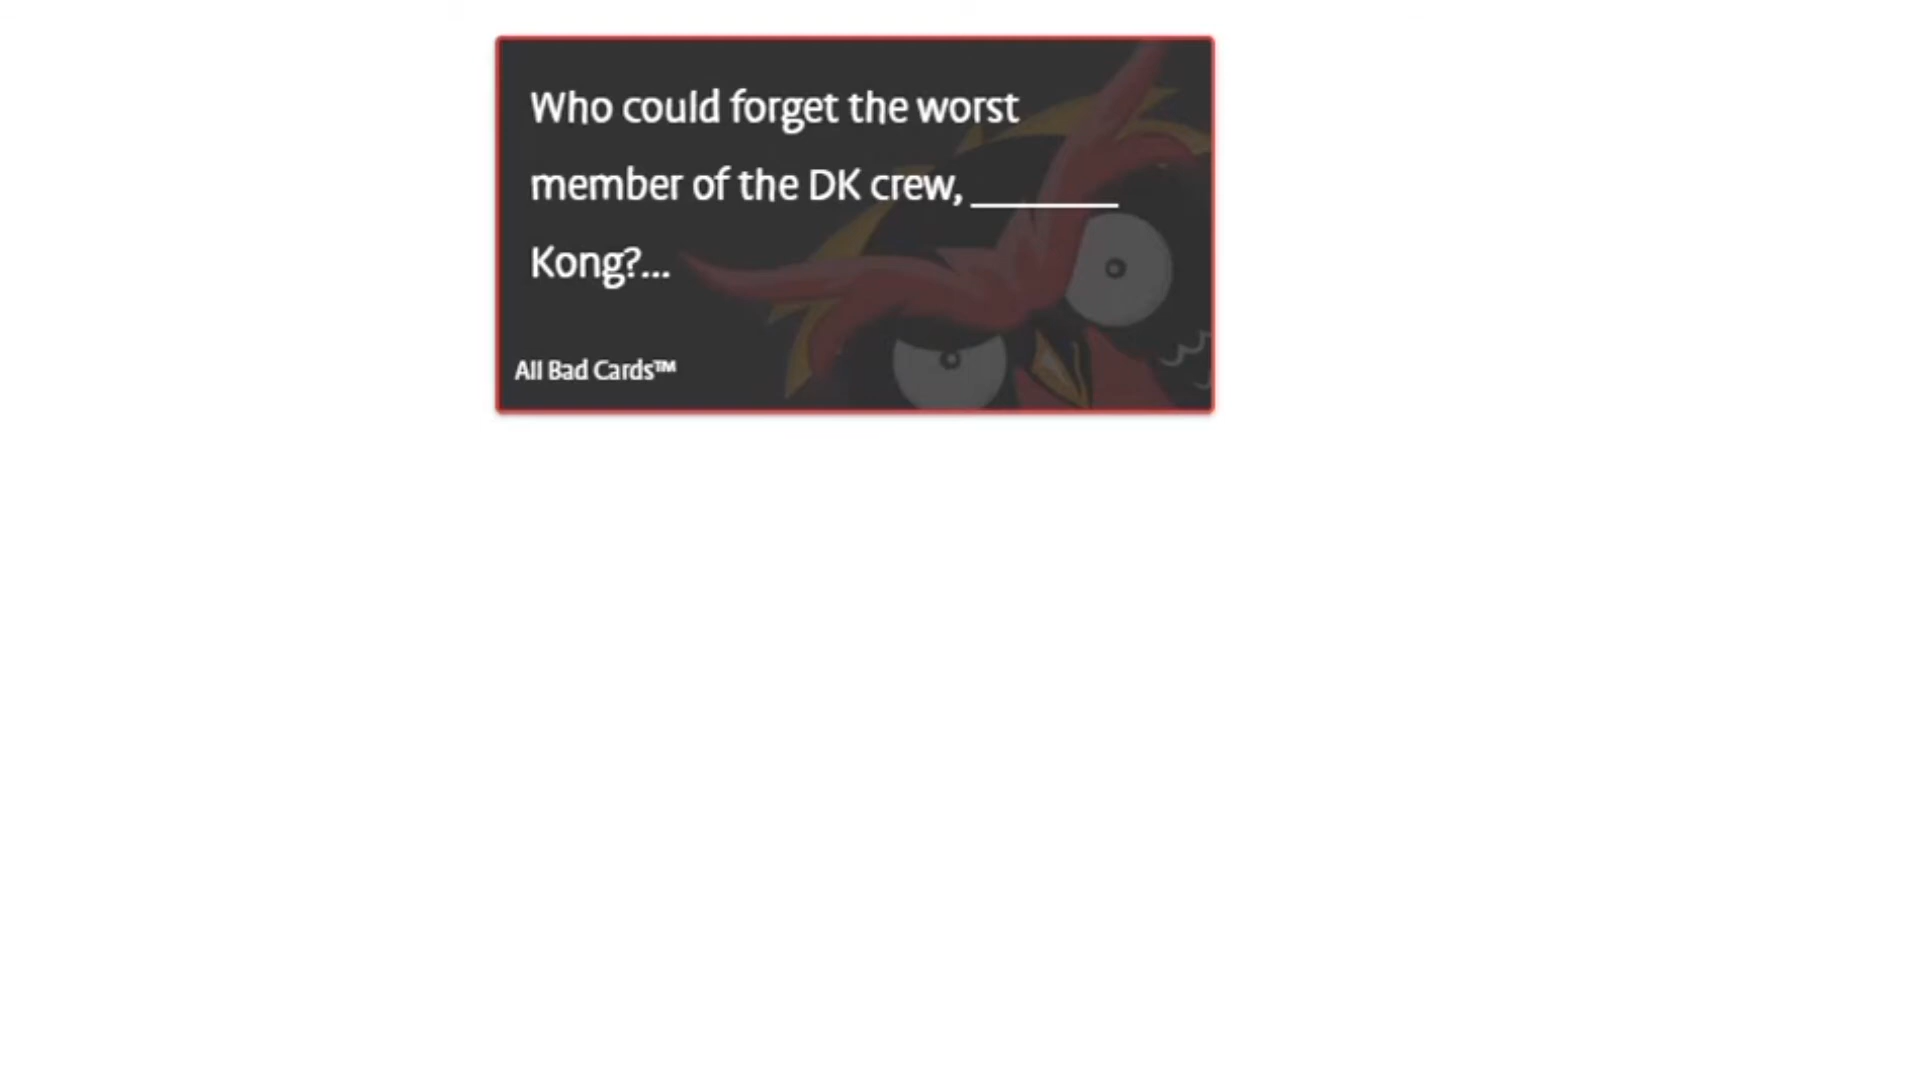 Who could forget the worst
member of the DK crew, ________
Kong?...
All Bad Cards™